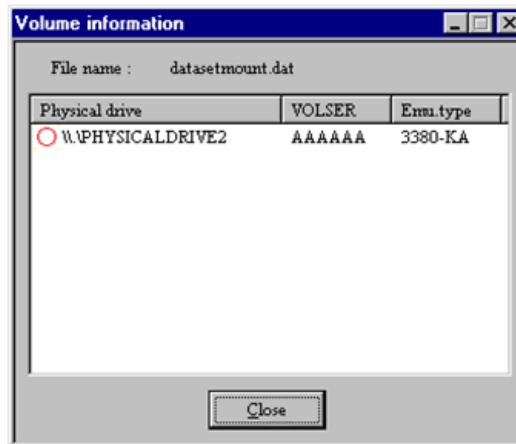 Volume information
File name : datasetmount.dat
Physical drive VOLSER Emu.type
\\.\PHYSICALDRIVE2 AAAAAA 3380-KA
Close